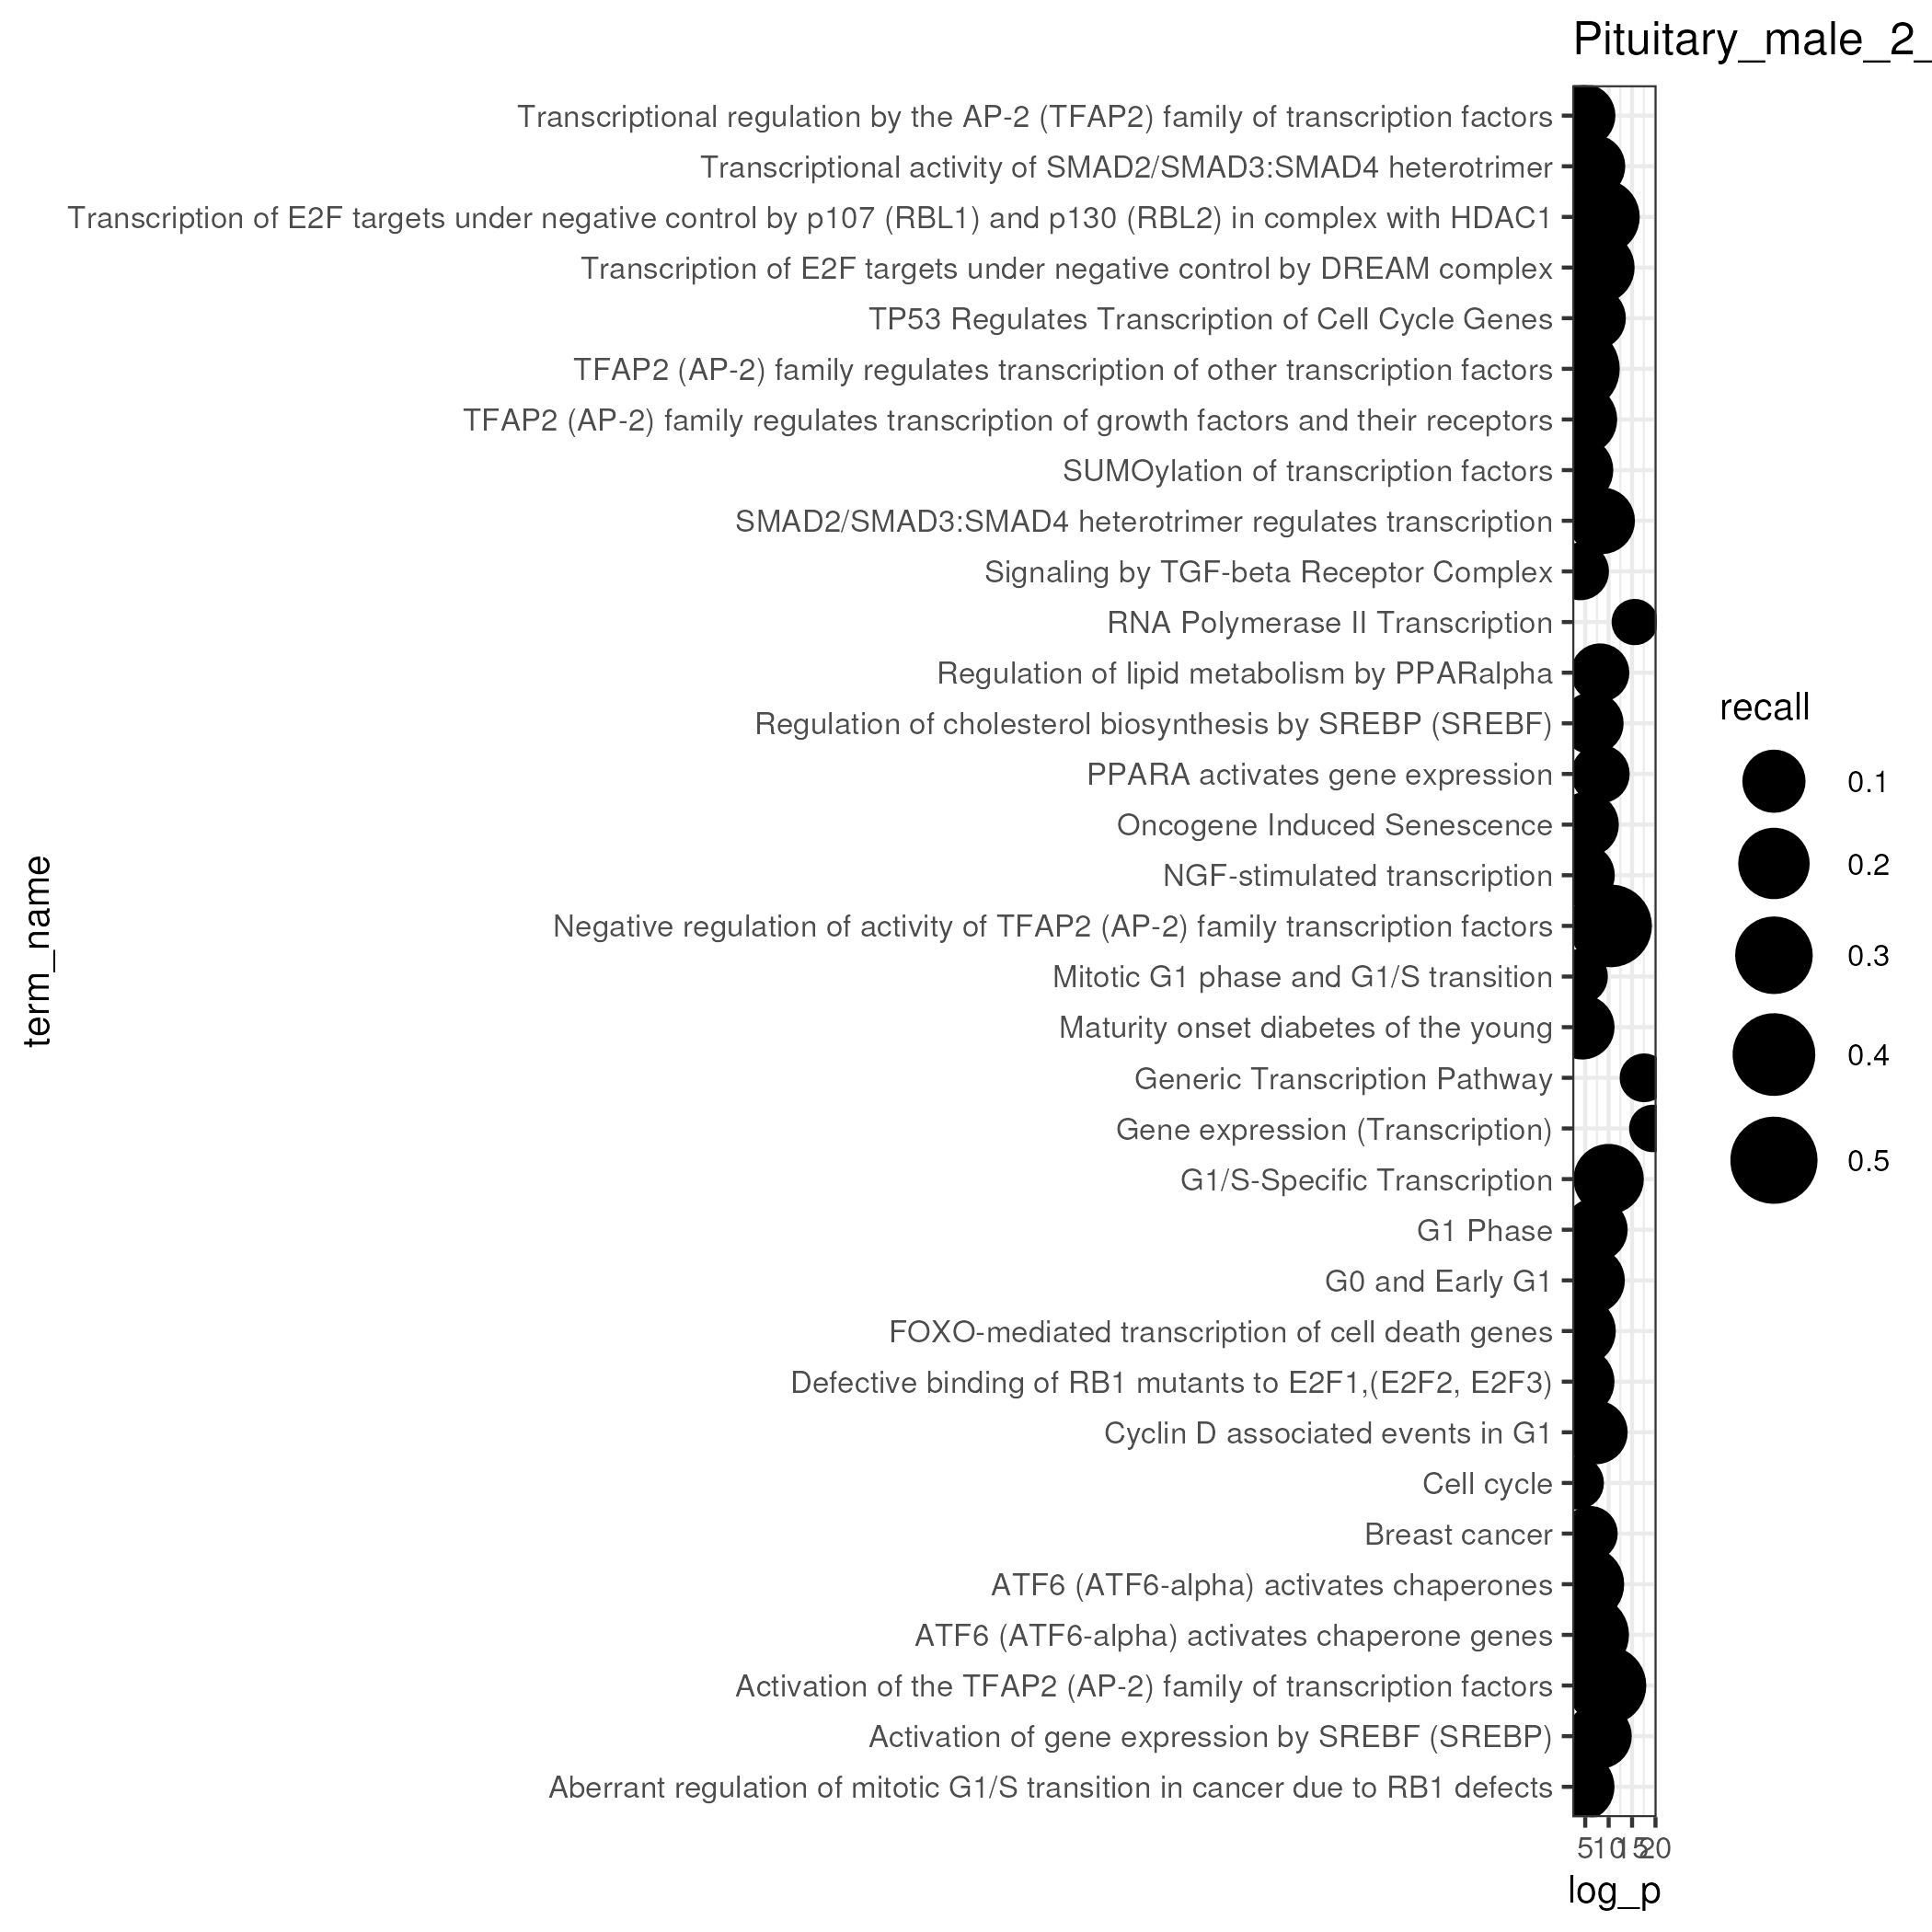 Pituitary_male_2_
Transcriptional regulation by the AP-2 (TFAP2) family of transcription factors
Transcriptional activity of SMAD2/SMAD3:SMAD4 heterotrimer
Transcription of E2F targets under negative control by p107 (RBL1) and p130 (RBL2) in complex with HDAC1
Transcription of E2F targets under negative control by DREAM complex
TP53 Regulates Transcription of Cell Cycle Genes
TFAP2 (AP-2) family regulates transcription of other transcription factors
TFAP2 (AP-2) family regulates transcription of growth factors and their receptors
SUMOylation of transcription factors
SMAD2/SMAD3:SMAD4 heterotrimer regulates transcription
Signaling by TGF-beta Receptor Complex
RNA Polymerase II Transcription
Regulation of lipid metabolism by PPARalpha
Regulation of cholesterol biosynthesis by SREBP (SREBF)
PPARA activates gene expression
Oncogene Induced Senescence
NGF-stimulated transcription
Negative regulation of activity of TFAP2 (AP-2) family transcription factors
Mitotic G1 phase and G1/S transition
Maturity onset diabetes of the young
Generic Transcription Pathway
Gene expression (Transcription)
G1/S-Specific Transcription
G1 Phase
G0 and Early G1
FOXO-mediated transcription of cell death genes
Defective binding of RB1 mutants to E2F1,(E2F2, E2F3)
Cyclin D associated events in G1
Cell cycle
Breast cancer
ATF6 (ATF6-alpha) activates chaperones
ATF6 (ATF6-alpha) activates chaperone genes
Activation of the TFAP2 (AP-2) family of transcription factors
Activation of gene expression by SREBF (SREBP)
Aberrant regulation of mitotic G1/S transition in cancer due to RB1 defects
term_name
5 10 15 20
log_p
recall
0.1
0.2
0.3
0.4
0.5